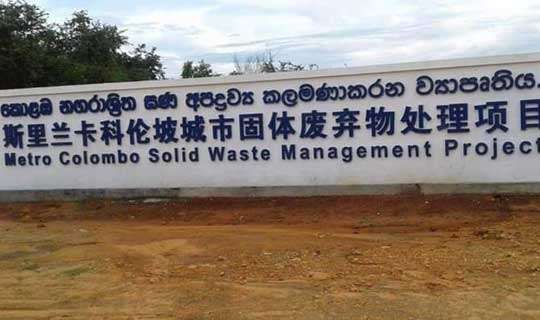 කොළඹ නගරාශ්‍රිත ඝණ අපද්‍රව්‍ය කලමණාකරන ව්‍යාපෘතිය.
斯里兰卡科伦坡城市固体废弃物处理项目
Metro Colombo Solid Waste Management Project